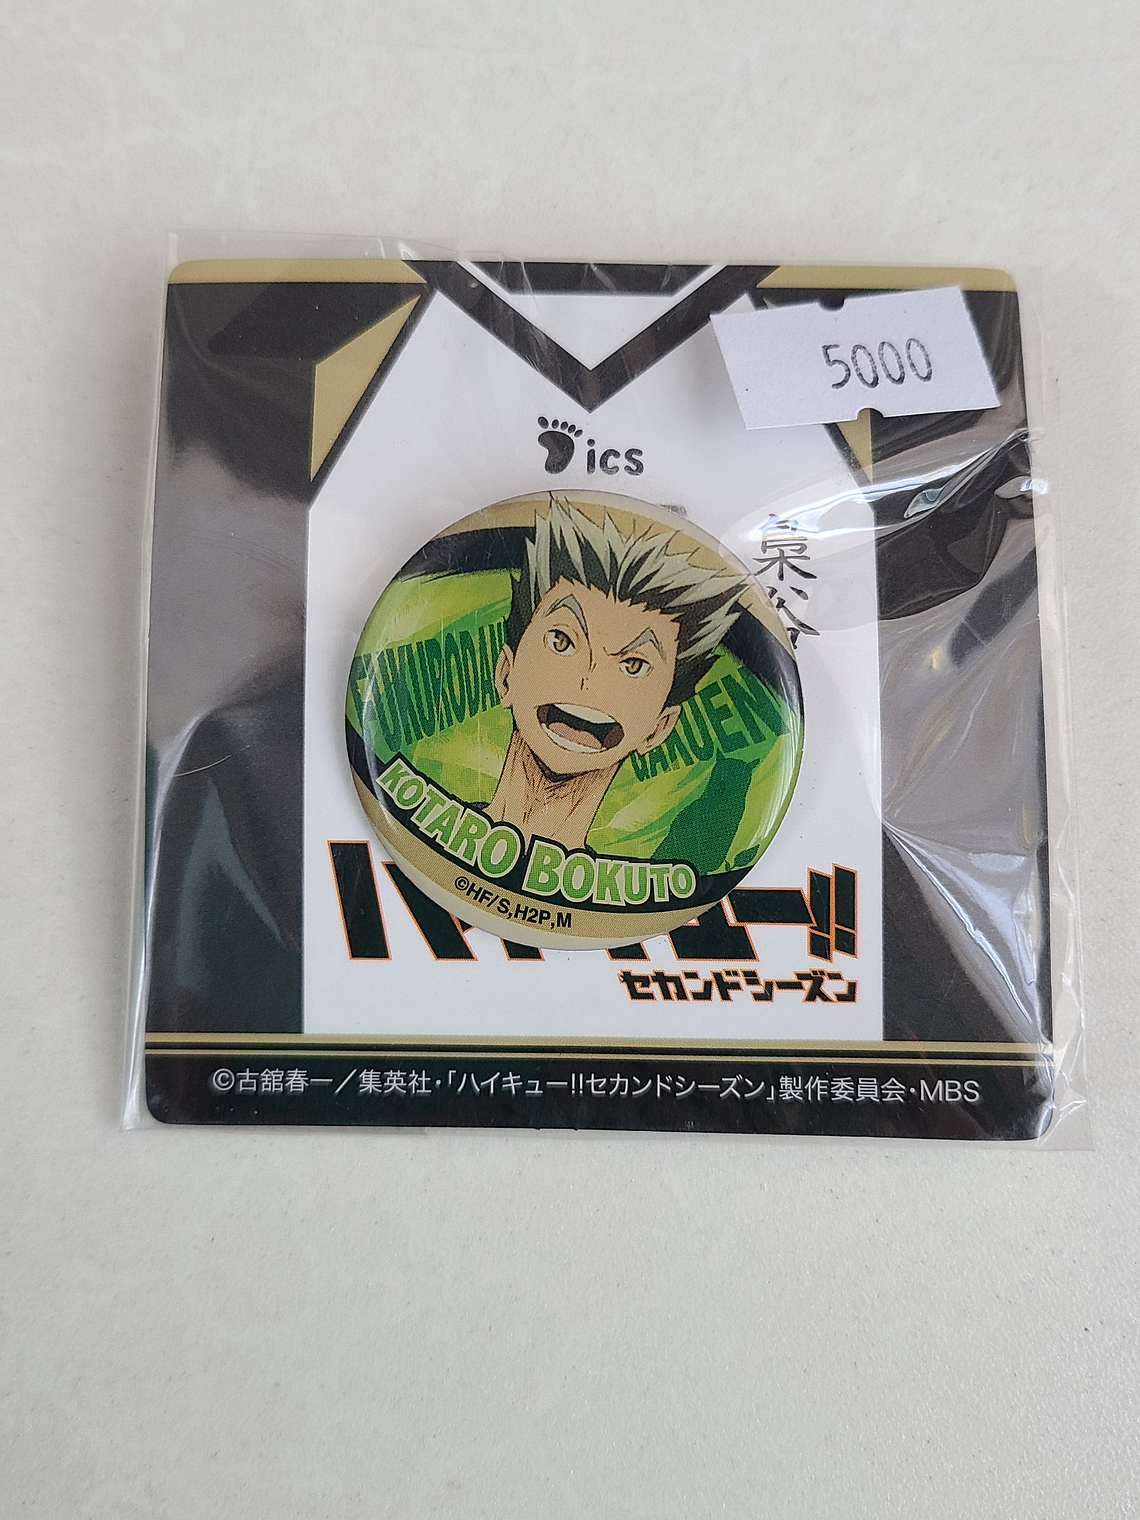 5000
ics
梟谷
FUKURODANI
GAKUEN
KOTARO BOKUTO
©HF/S,H2P,M
ハイキュー!!
セカンドシーズン
©古舘春一／集英社・「ハイキュー!!セカンドシーズン」製作委員会・MBS